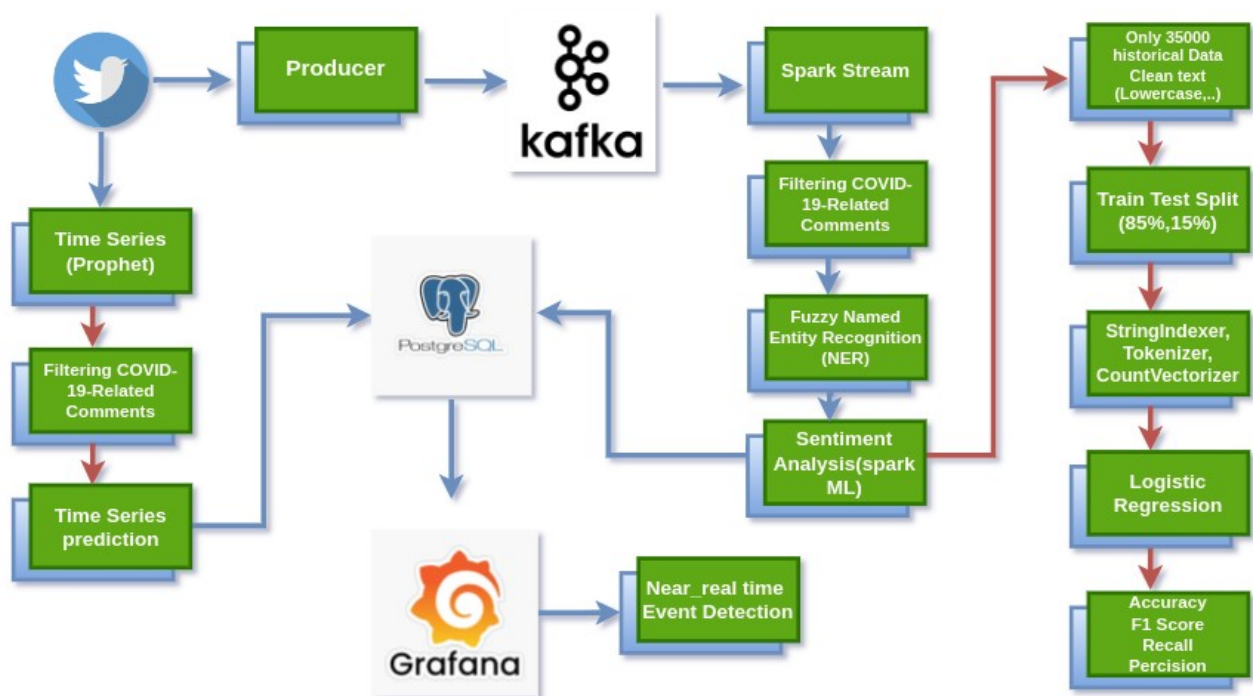 Producer
kafka
Spark Stream
Only 35000
historical Data
Clean text
(Lowercase,..)
Filtering COVID-
19-Related
Comments
Train Test Split
(85%,15%)
Time Series
(Prophet)
PostgreSQL
Fuzzy Named
Entity Recognition
(NER)
StringIndexer,
Tokenizer,
CountVectorizer
Filtering COVID-
19-Related
Comments
Sentiment
Analysis(spark
ML)
Logistic
Regression
Time Series
prediction
Grafana
Near_real time
Event Detection
Accuracy
F1 Score
Recall
Percision